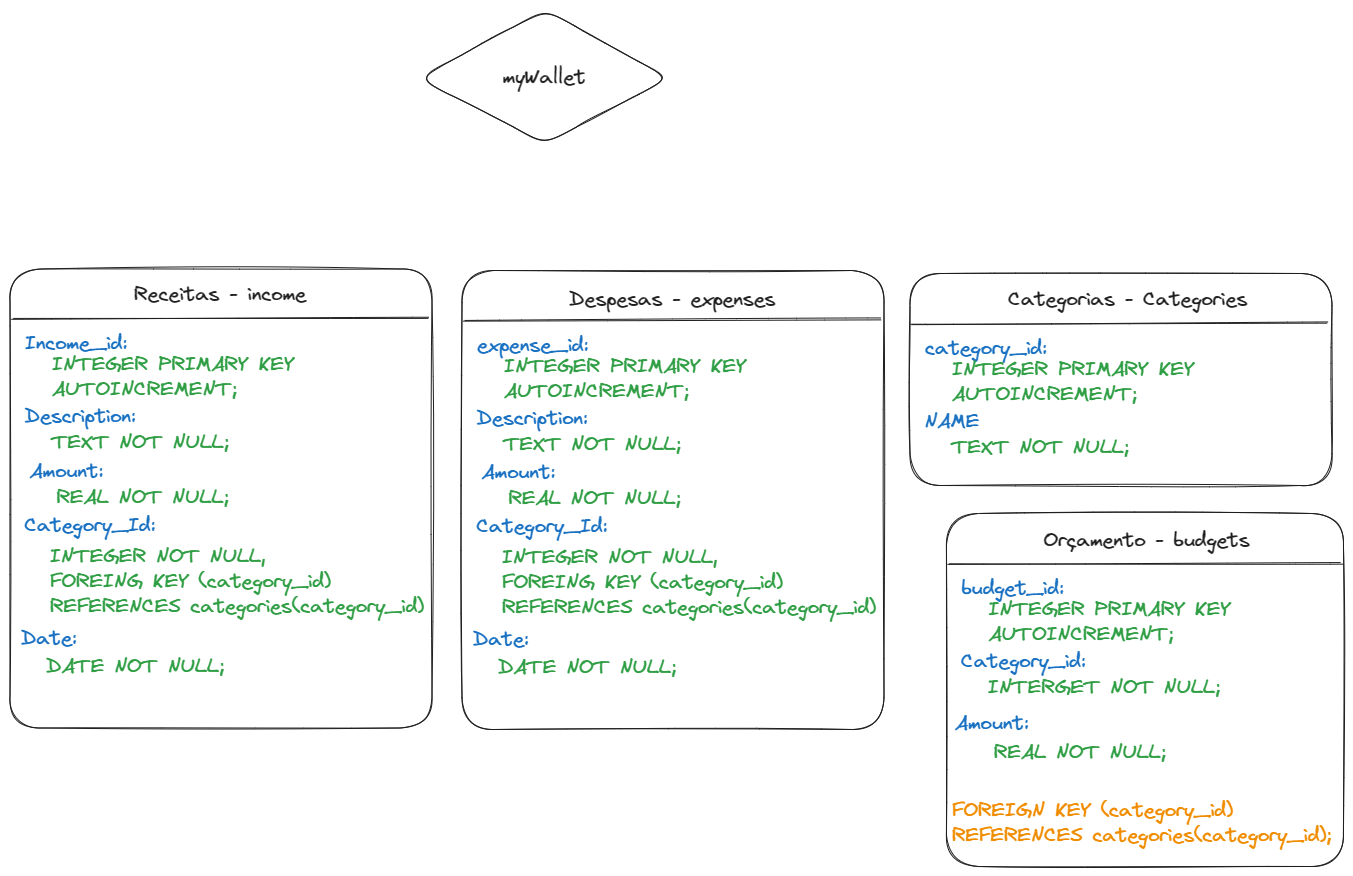 myWallet
Receitas - income
Income_id:
INTEGER PRIMARY KEY
AUTOINCREMENT;
Description:
TEXT NOT NULL;
Amount:
REAL NOT NULL;
Category_Id:
INTEGER NOT NULL,
FOREING KEY (category_id)
REFERENCES categories(category_id)
Date:
DATE NOT NULL;
Despesas - expenses
expense_id:
INTEGER PRIMARY KEY
AUTOINCREMENT;
Description:
TEXT NOT NULL;
Amount:
REAL NOT NULL;
Category_Id:
INTEGER NOT NULL,
FOREING KEY (category_id)
REFERENCES categories(category_id)
Date:
DATE NOT NULL;
Categorias - Categories
category_id:
INTEGER PRIMARY KEY
AUTOINCREMENT;
NAME
TEXT NOT NULL;
Orçamento - budgets
budget_id:
INTEGER PRIMARY KEY
AUTOINCREMENT;
Category_id:
INTERGET NOT NULL;
Amount:
REAL NOT NULL;
FOREIGN KEY (category_id)
REFERENCES categories(category_id);